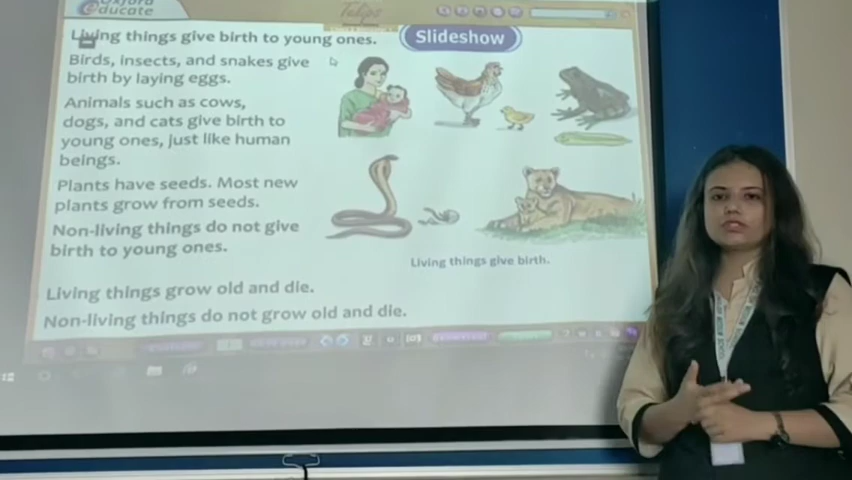 Oxford
educate
Tulips
Living things give birth to young ones.
Slideshow
Birds, insects, and snakes give
birth by laying eggs.
Animals such as cows,
dogs, and cats give birth to
young ones, just like human
beings.
Plants have seeds. Most new
plants grow from seeds.
Non-living things do not give
birth to young ones.
Living things give birth.
Living things grow old and die.
Non-living things do not grow old and die.